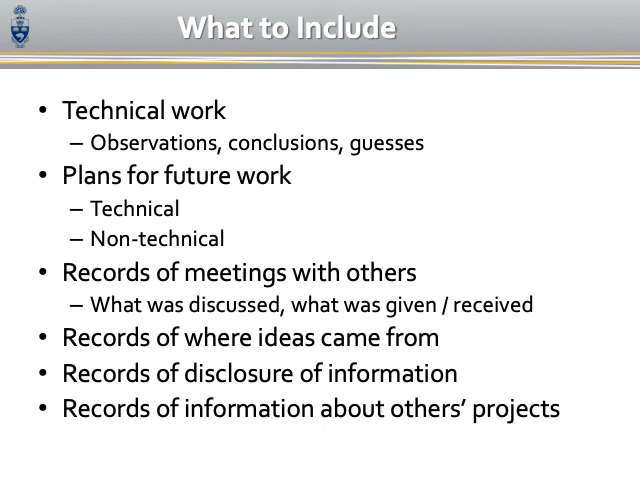 What to Include
• Technical work
– Observations, conclusions, guesses
• Plans for future work
– Technical
– Non-technical
• Records of meetings with others
– What was discussed, what was given / received
• Records of where ideas came from
• Records of disclosure of information
• Records of information about others’ projects